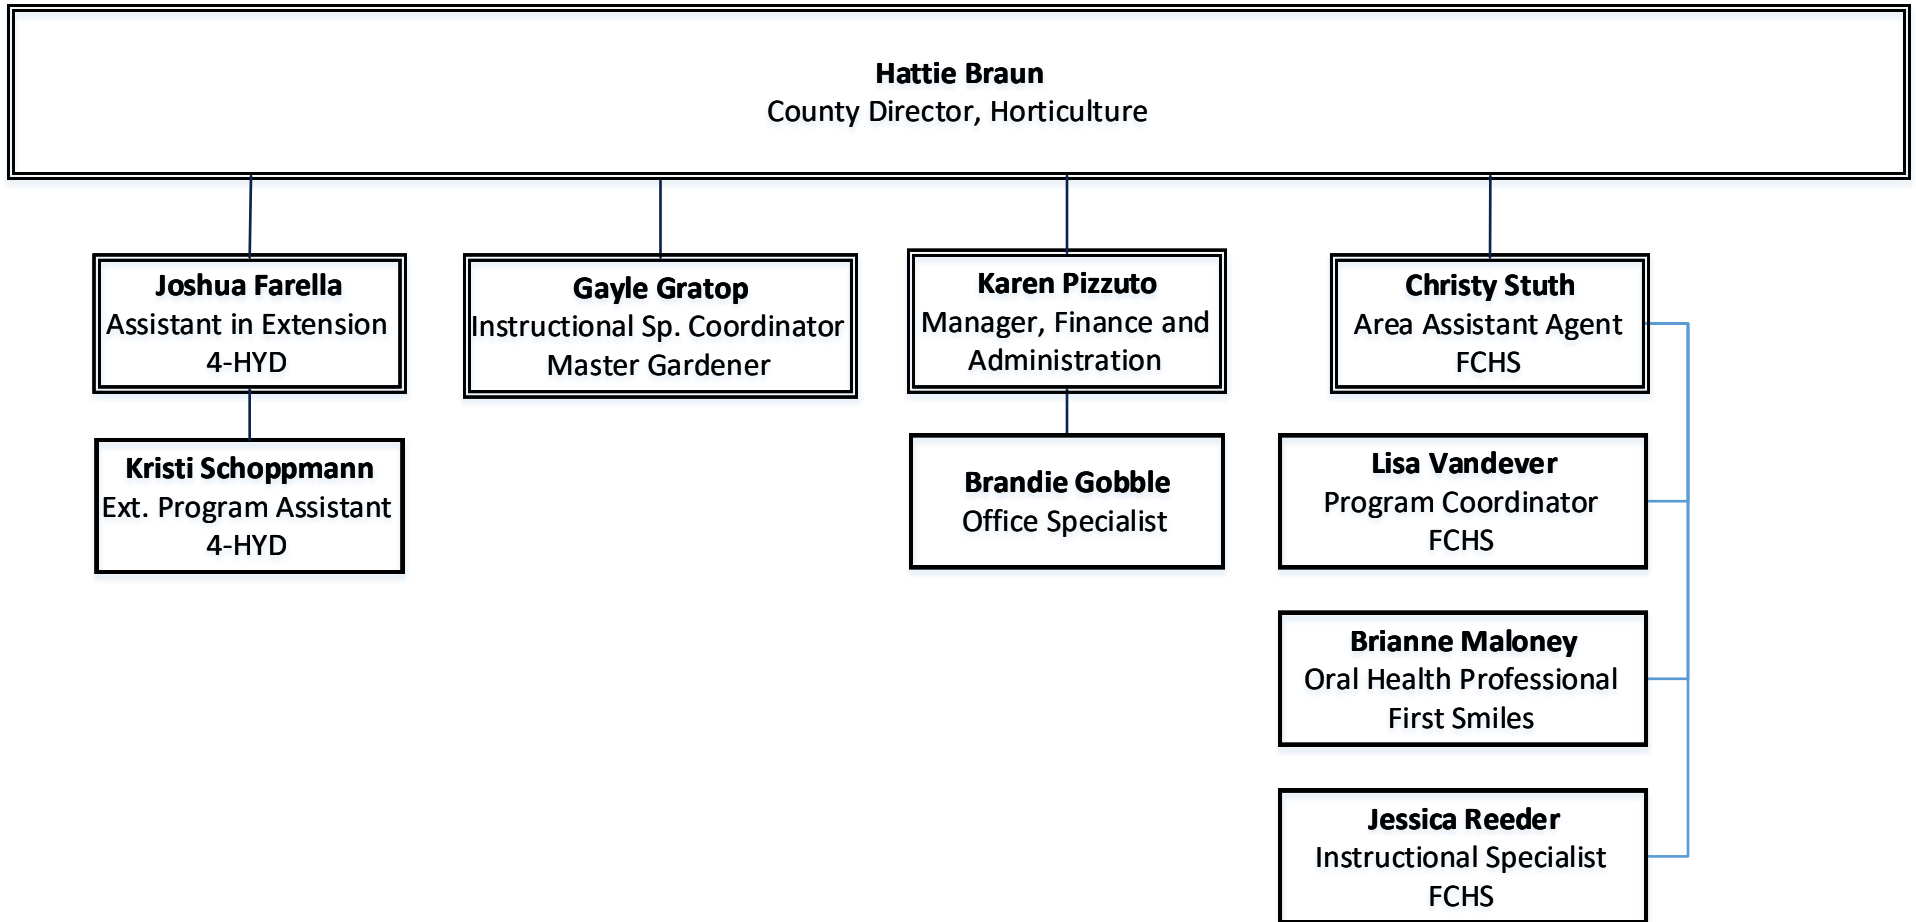 Hattie Braun
County Director, Horticulture
Joshua Farella
Assistant in Extension
4-HYD
Gayle Gratop
Instructional Sp. Coordinator
Master Gardener
Karen Pizzuto
Manager, Finance and
Administration
Christy Stuth
Area Assistant Agent
FCHS
Kristi Schoppmann
Ext. Program Assistant
4-HYD
Brandie Gobble
Office Specialist
Lisa Vandever
Program Coordinator
FCHS
Brianne Maloney
Oral Health Professional
First Smiles
Jessica Reeder
Instructional Specialist
FCHS